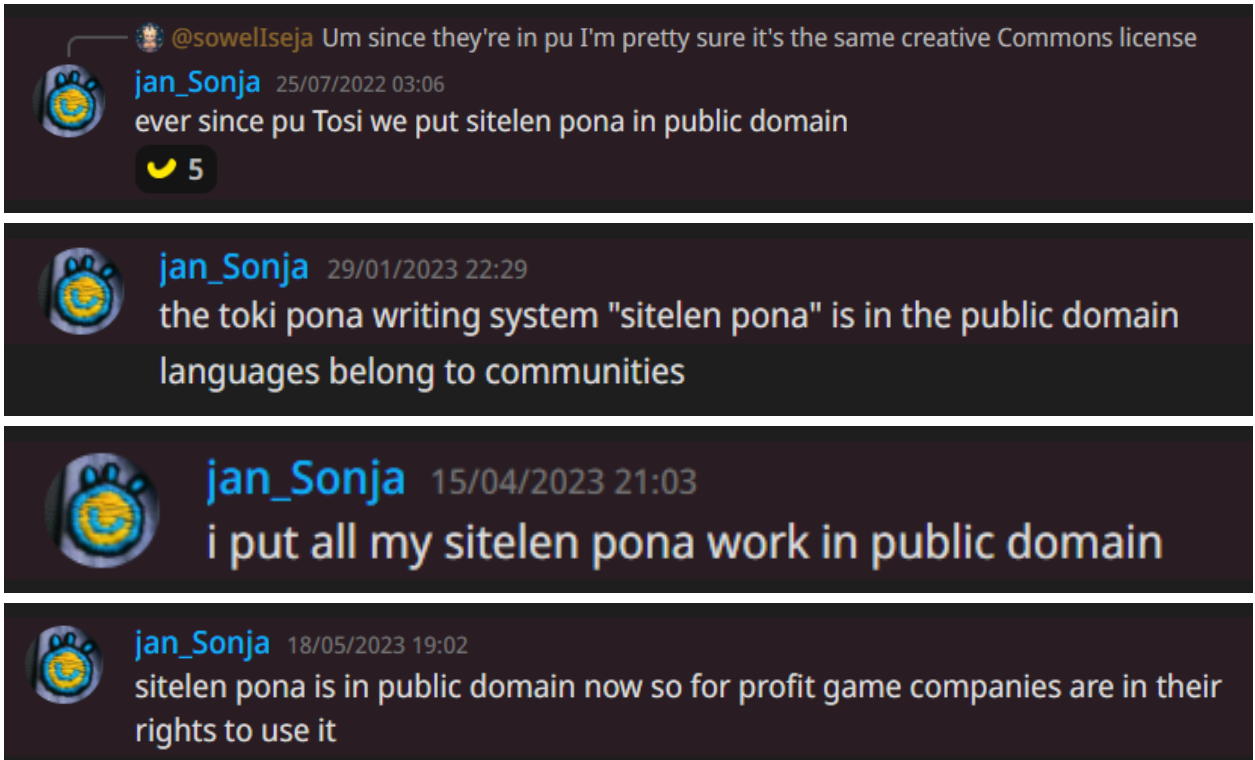 @sowelIseja Um since they're in pu I'm pretty sure it's the same creative Commons license
jan_Sonja 25/07/2022 03:06
ever since pu Tosi we put sitelen pona in public domain
5
jan_Sonja 29/01/2023 22:29
the toki pona writing system "sitelen pona" is in the public domain
languages belong to communities
jan_Sonja 15/04/2023 21:03
i put all my sitelen pona work in public domain
jan_Sonja 18/05/2023 19:02
sitelen pona is in public domain now so for profit game companies are in their
rights to use it